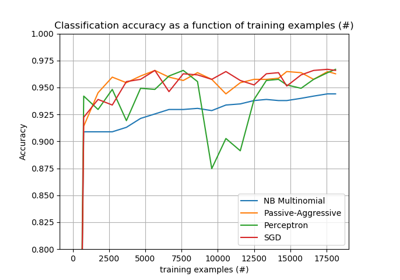 Classification accuracy as a function of training examples (#)
1.000
0.975
0.950
0.925
0.900
0.875
0.850
0.825
0.800
Accuracy
NB Multinomial
Passive-Aggressive
Perceptron
SGD
0 2500 5000 7500 10000 12500 15000 17500
training examples (#)